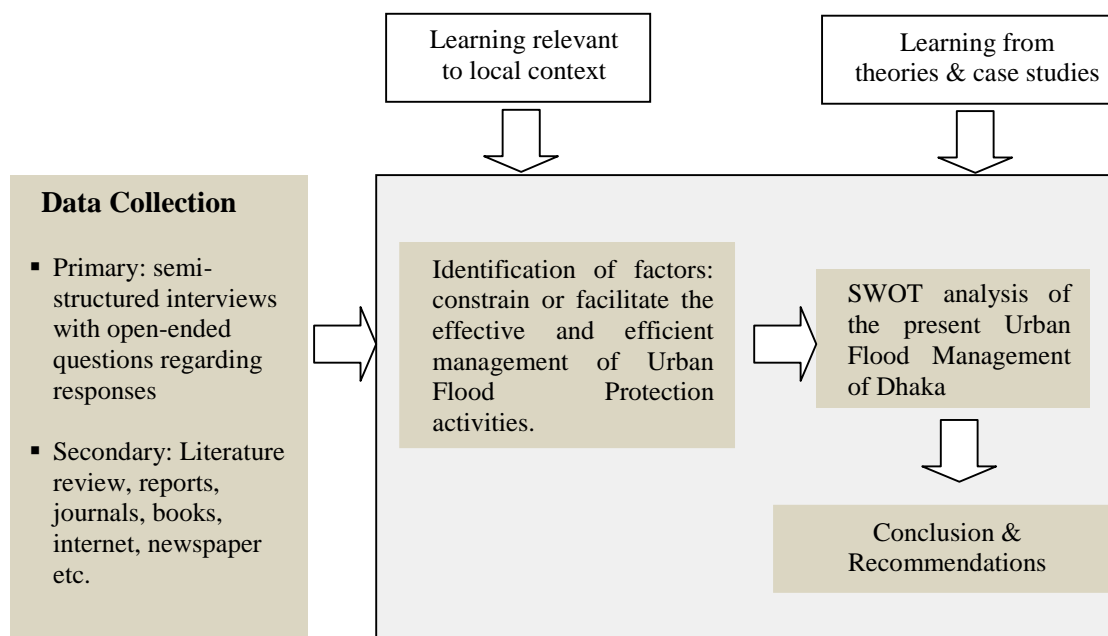 Learning relevant
to local context
Learning from
theories & case studies
Data Collection
▪ Primary: semi-
structured interviews
with open-ended
questions regarding
responses
▪ Secondary: Literature
review, reports,
journals, books,
internet, newspaper
etc.
Identification of factors:
constrain or facilitate the
effective and efficient
management of Urban
Flood Protection
activities.
SWOT analysis of
the present Urban
Flood Management
of Dhaka
Conclusion &
Recommendations